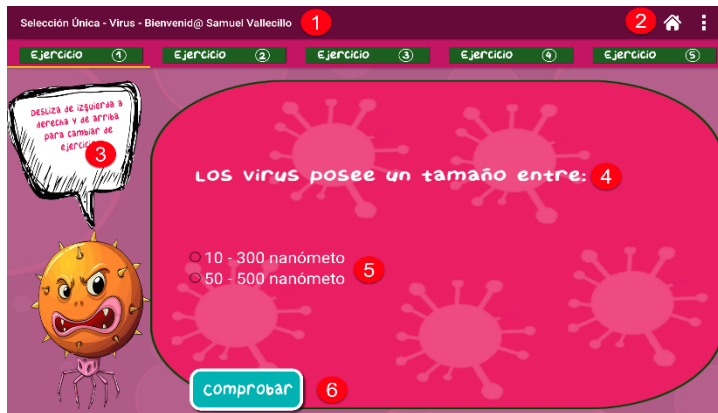 Selección Única - Virus - Bienvenid@ Samuel Vallecillo 1 2
Ejercicio 1 Ejercicio 2 Ejercicio 3 Ejercicio 4 Ejercicio 5
Desliza de izquierda a
derecha y de arriba
para cambiar de
3
Los virus posee un tamaño entre: 4
10 - 300 nanómeto
50 - 500 nanómeto
5
comprobar 6